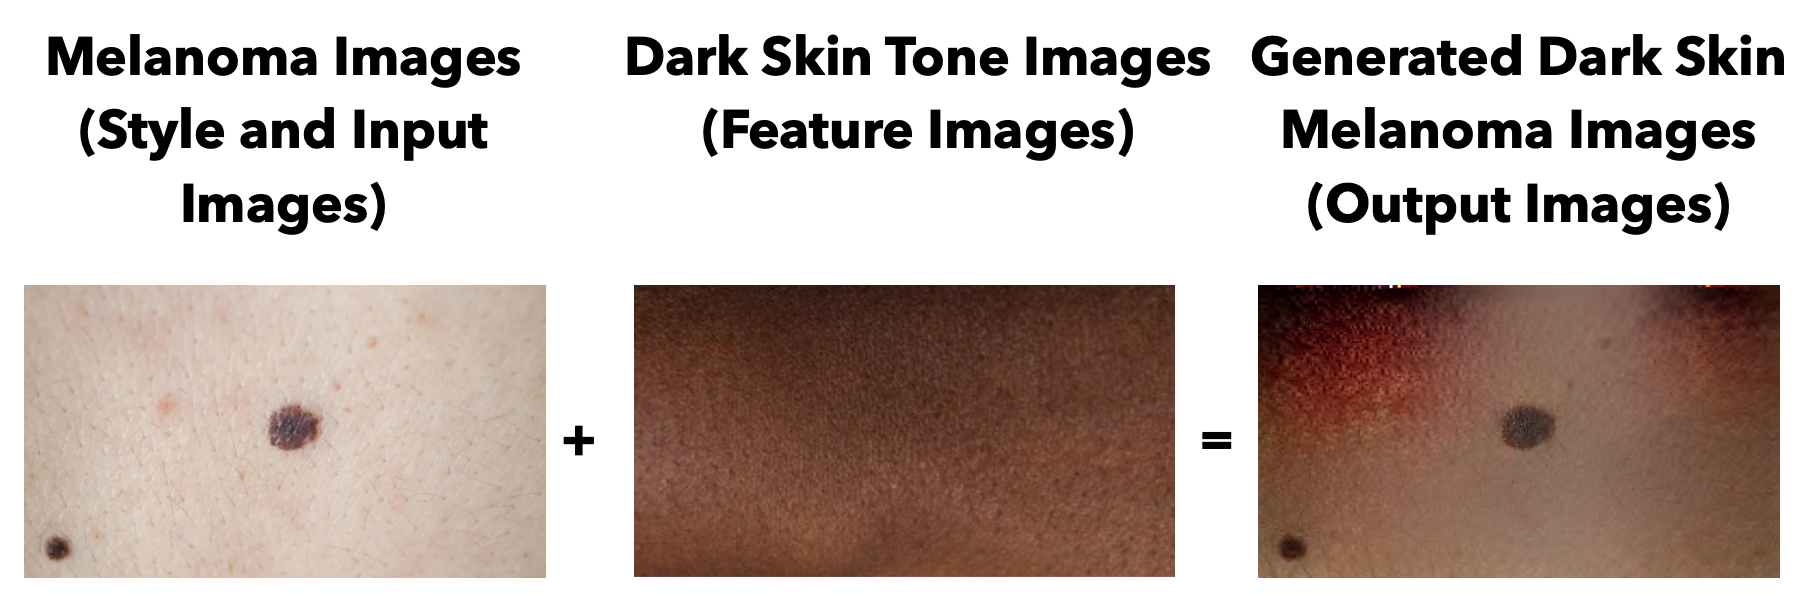 Melanoma Images
(Style and Input
Images)
Dark Skin Tone Images
(Feature Images)
Generated Dark Skin
Melanoma Images
(Output Images)
+
=